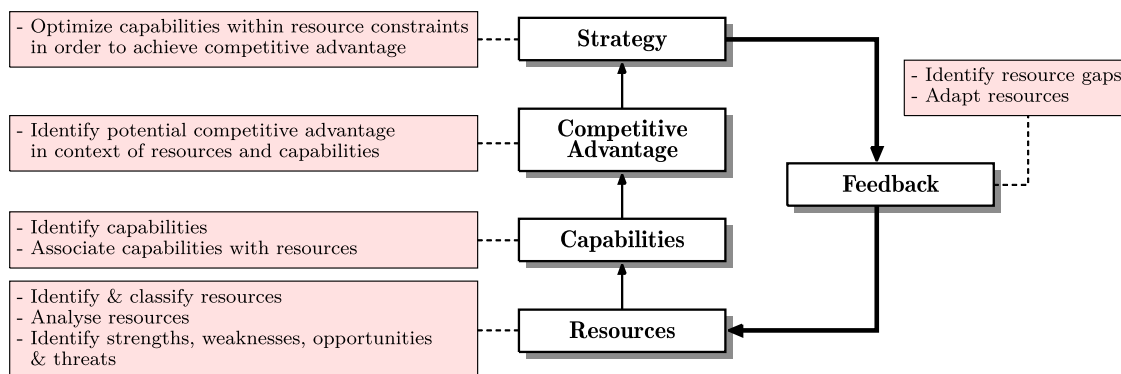 - Optimize capabilities within resource constraints
in order to achieve competitive advantage
Strategy
- Identify resource gaps
- Adapt resources
- Identify potential competitive advantage
in context of resources and capabilities
Competitive
Advantage
Feedback
- Identify capabilities
- Associate capabilities with resources
Capabilities
- Identify & classify resources
- Analyse resources
- Identify strengths, weaknesses, opportunities
& threats
Resources